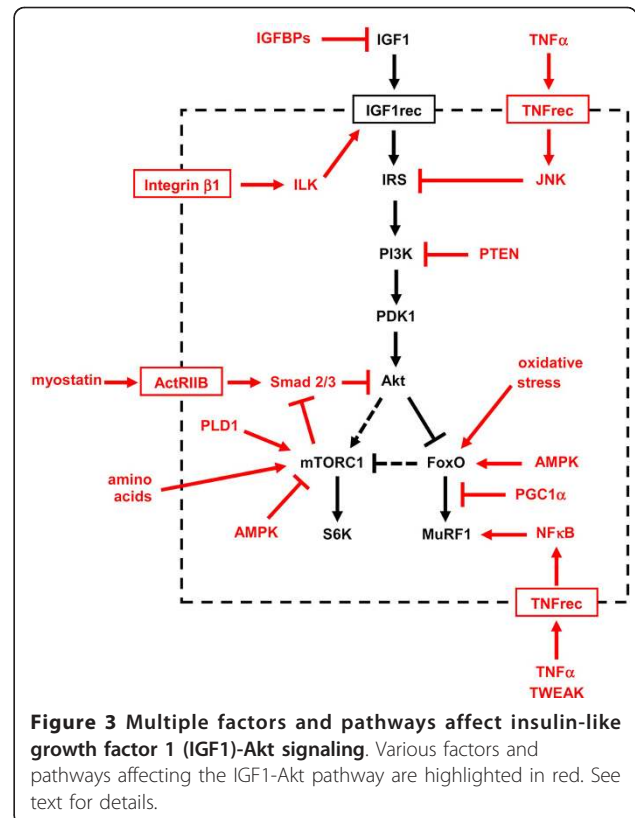 IGFBPs IGF1 TNFα
IGF1rec TNFrec
Integrin β1 ILK IRS JNK
PI3K PTEN
PDK1
oxidative
stress
myostatin ActRIIB Smad 2/3 Akt
PLD1
mTORC1 FoxO AMPK
amino
acids
PGC1α
AMPK S6K MuRF1 NFκB
TNFrec
TNFα
TWEAK
Figure 3 Multiple factors and pathways affect insulin-like
growth factor 1 (IGF1)-Akt signaling. Various factors and
pathways affecting the IGF1-Akt pathway are highlighted in red. See
text for details.